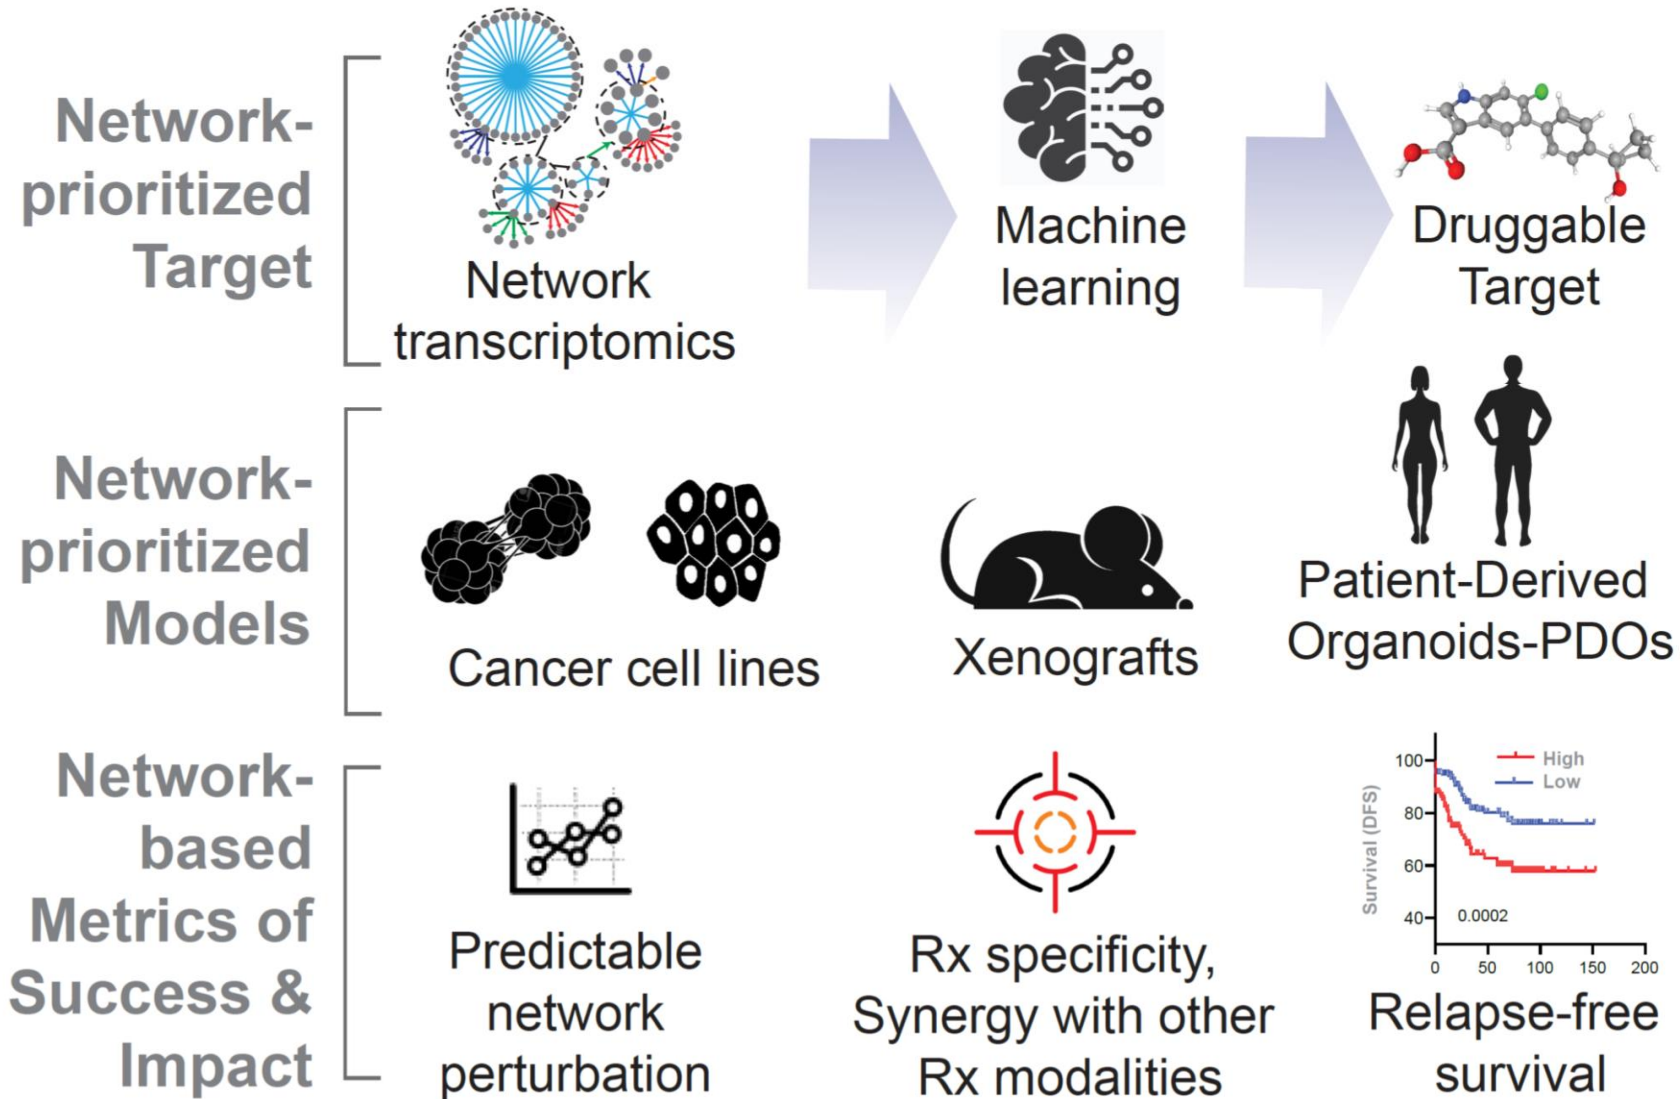 Network-
prioritized
Target
Network
transcriptomics
Machine
learning
Druggable
Target
Network-
prioritized
Models
Cancer cell lines
Xenografts
Patient-Derived
Organoids-PDOs
Network-
based
Metrics of
Success &
Impact
Predictable
network
perturbation
Rx specificity,
Synergy with other
Rx modalities
Survival (DFS)
100
80
60
40
High
Low
0.0002
0 50 100 150 200
Relapse-free
survival